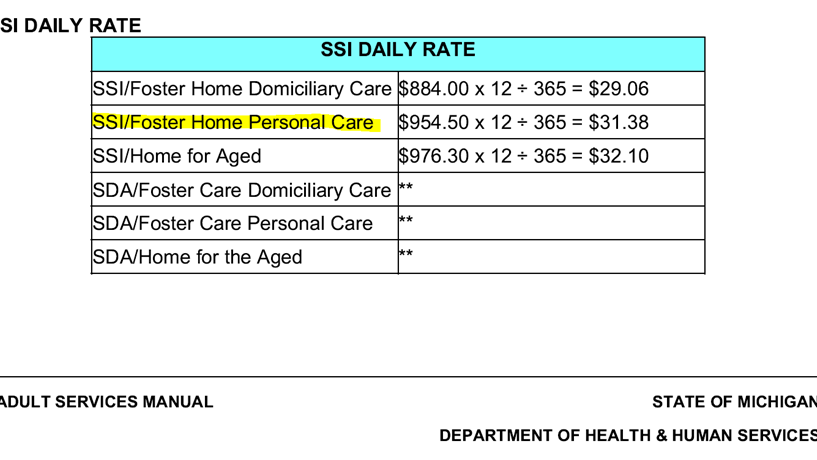 SI DAILY RATE
SSI DAILY RATE
SSI/Foster Home Domiciliary Care $884.00 x 12 ÷ 365 = $29.06
SSI/Foster Home Personal Care $954.50 x 12 ÷ 365 = $31.38
SSI/Home for Aged $976.30 x 12 ÷ 365 = $32.10
SDA/Foster Care Domiciliary Care **
SDA/Foster Care Personal Care **
SDA/Home for the Aged **
ADULT SERVICES MANUAL STATE OF MICHIGAN
DEPARTMENT OF HEALTH & HUMAN SERVICES